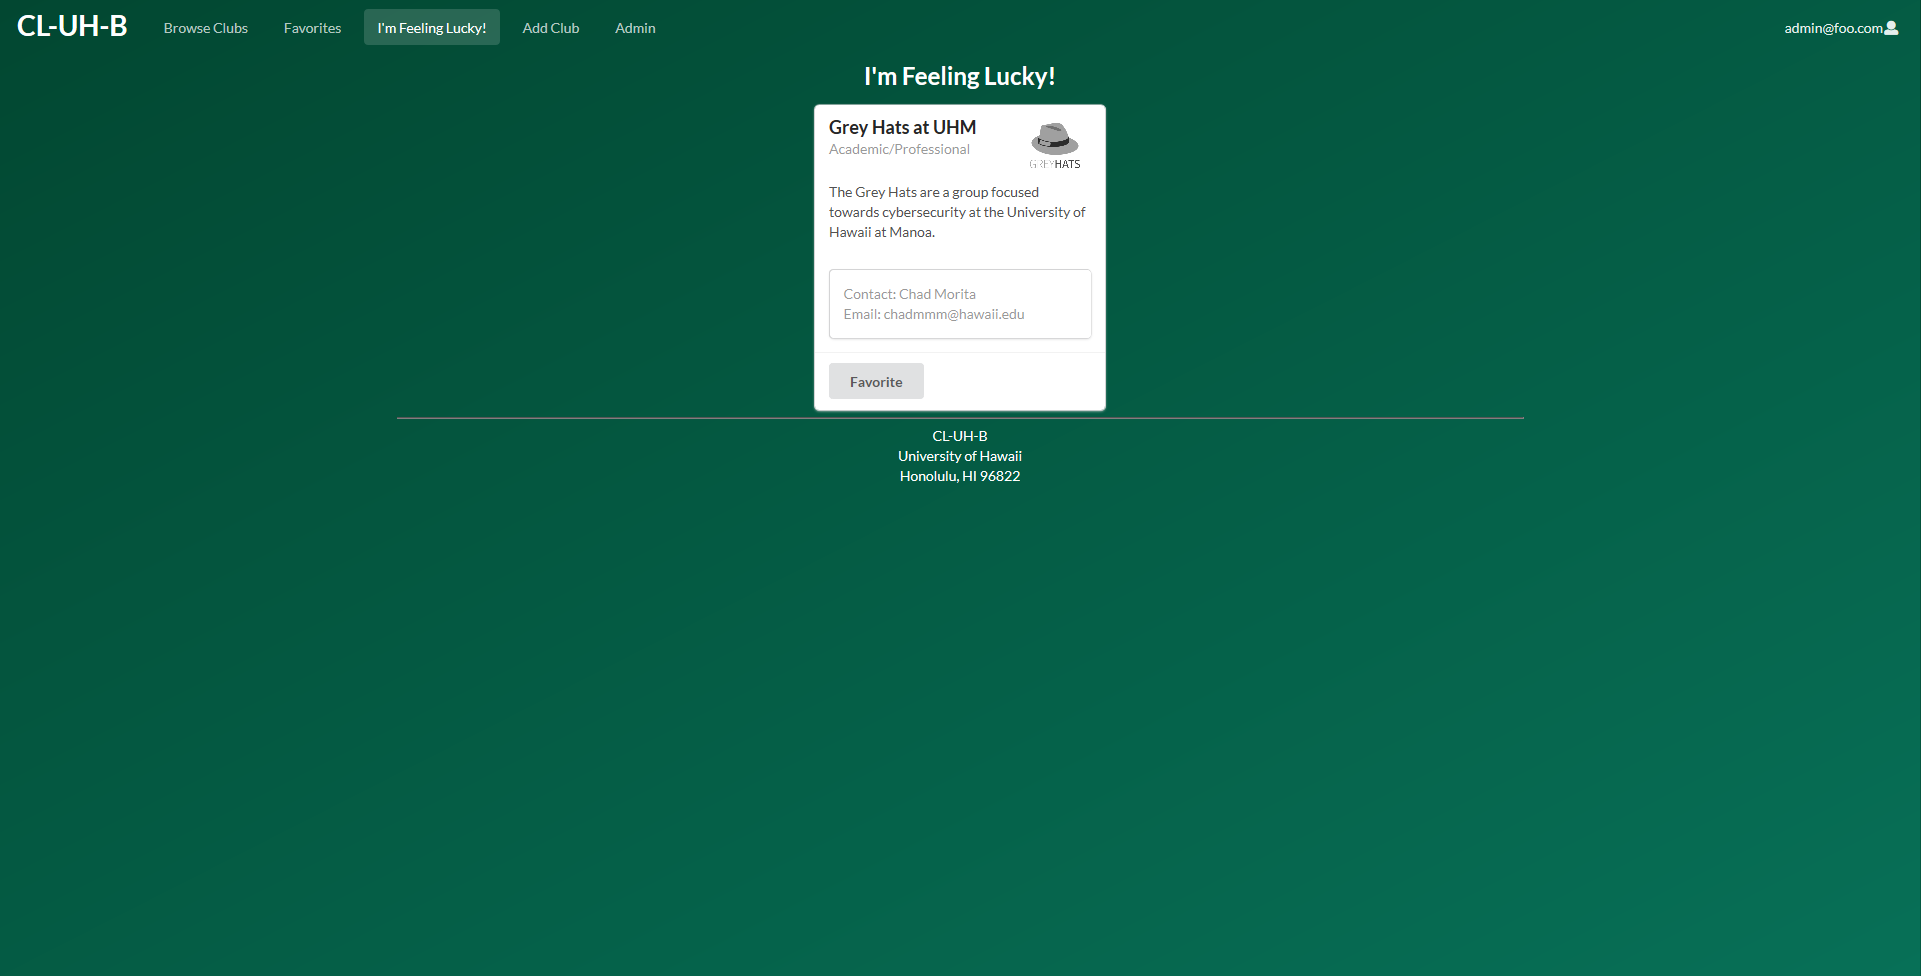 CL-UH-B
Browse Clubs
Favorites
I'm Feeling Lucky!
Add Club
Admin
admin@foo.com
I'm Feeling Lucky!
Grey Hats at UHM
Academic/Professional
GREYHATS
The Grey Hats are a group focused
towards cybersecurity at the University of
Hawaii at Manoa.
Contact: Chad Morita
Email: chadmmm@hawaii.edu
Favorite
CL-UH-B
University of Hawaii
Honolulu, HI 96822